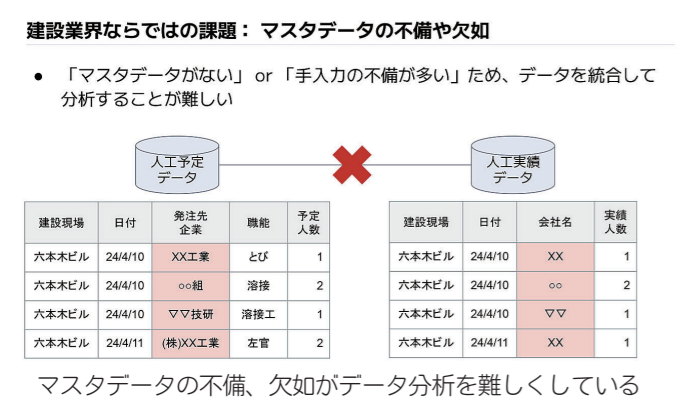 建設業界ならではの課題： マスタデータの不備や欠如
● 「マスタデータがない」 or 「手入力の不備が多い」ため、データを統合して
分析することが難しい
人工予定
データ
人工実績
データ
建設現場 日付 発注先企業 職能 予定人数
六本木ビル 24/4/10 XX工業 とび 1
六本木ビル 24/4/10 ○○組 溶接 2
六本木ビル 24/4/10 ▽▽技研 溶接工 1
六本木ビル 24/4/11 (株)XX工業 左官 2
建設現場 日付 会社名 実績人数
六本木ビル 24/4/10 XX 1
六本木ビル 24/4/10 ○○ 2
六本木ビル 24/4/10 ▽▽ 1
六本木ビル 24/4/11 XX 1
マスタデータの不備、欠如がデータ分析を難しくしている